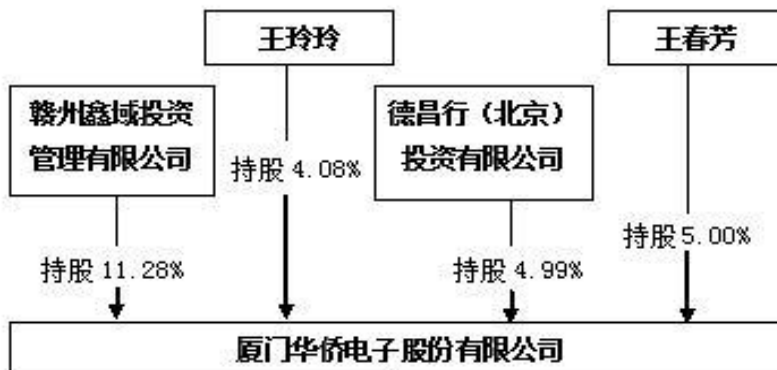 王玲玲
王春芳
赣州鑫域投资
管理有限公司
德昌行（北京）
投资有限公司
持股 4.08%
持股 5.00%
持股 11.28%
持股 4.99%
厦门华侨电子股份有限公司